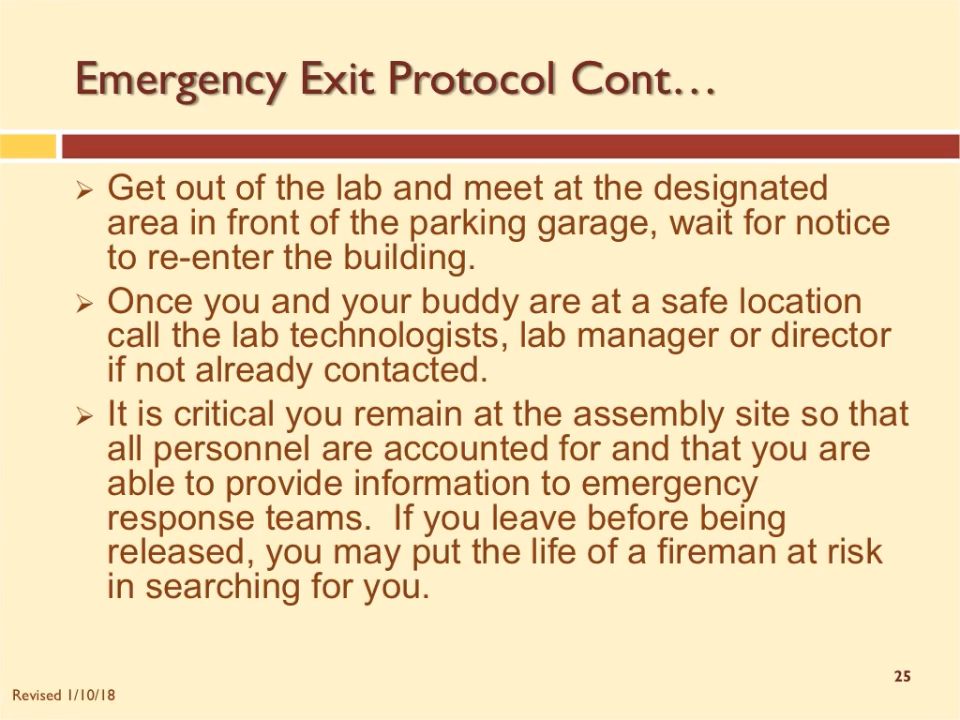 Emergency Exit Protocol Cont…
➢ Get out of the lab and meet at the designated
area in front of the parking garage, wait for notice
to re-enter the building.
➢ Once you and your buddy are at a safe location
call the lab technologists, lab manager or director
if not already contacted.
➢ It is critical you remain at the assembly site so that
all personnel are accounted for and that you are
able to provide information to emergency
response teams.  If you leave before being
released, you may put the life of a fireman at risk
in searching for you.
25
Revised 1/10/18